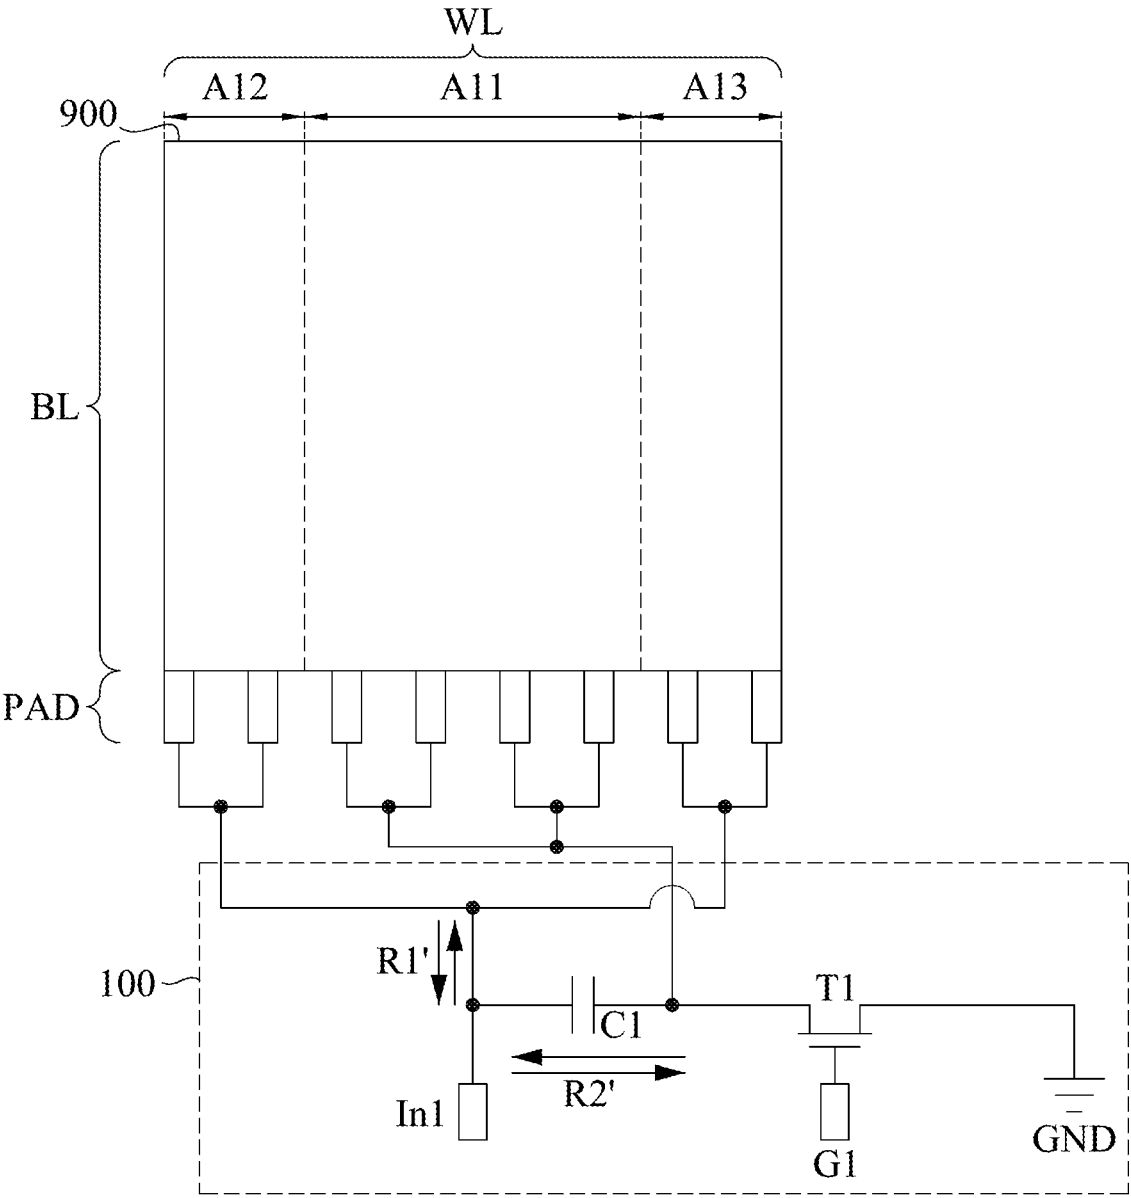 WL
A12 A11 A13
900
BL
PAD
R1'
100
T1
C1
R2'
In1
GND
G1